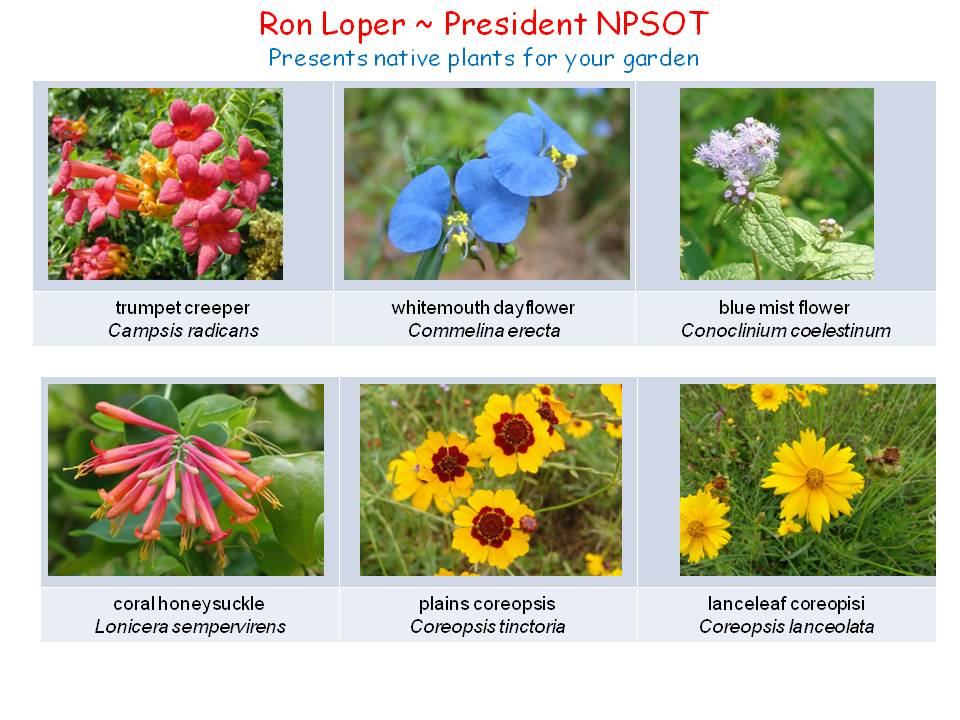 Ron Loper ~ President NPSOT
Presents native plants for your garden
trumpet creeper
Campsis radicans
whitemouth dayflower
Commelina erecta
blue mist flower
Conoclinium coelestinum
coral honeysuckle
Lonicera sempervirens
plains coreopsis
Coreopsis tinctoria
lanceleaf coreopisi
Coreopsis lanceolata